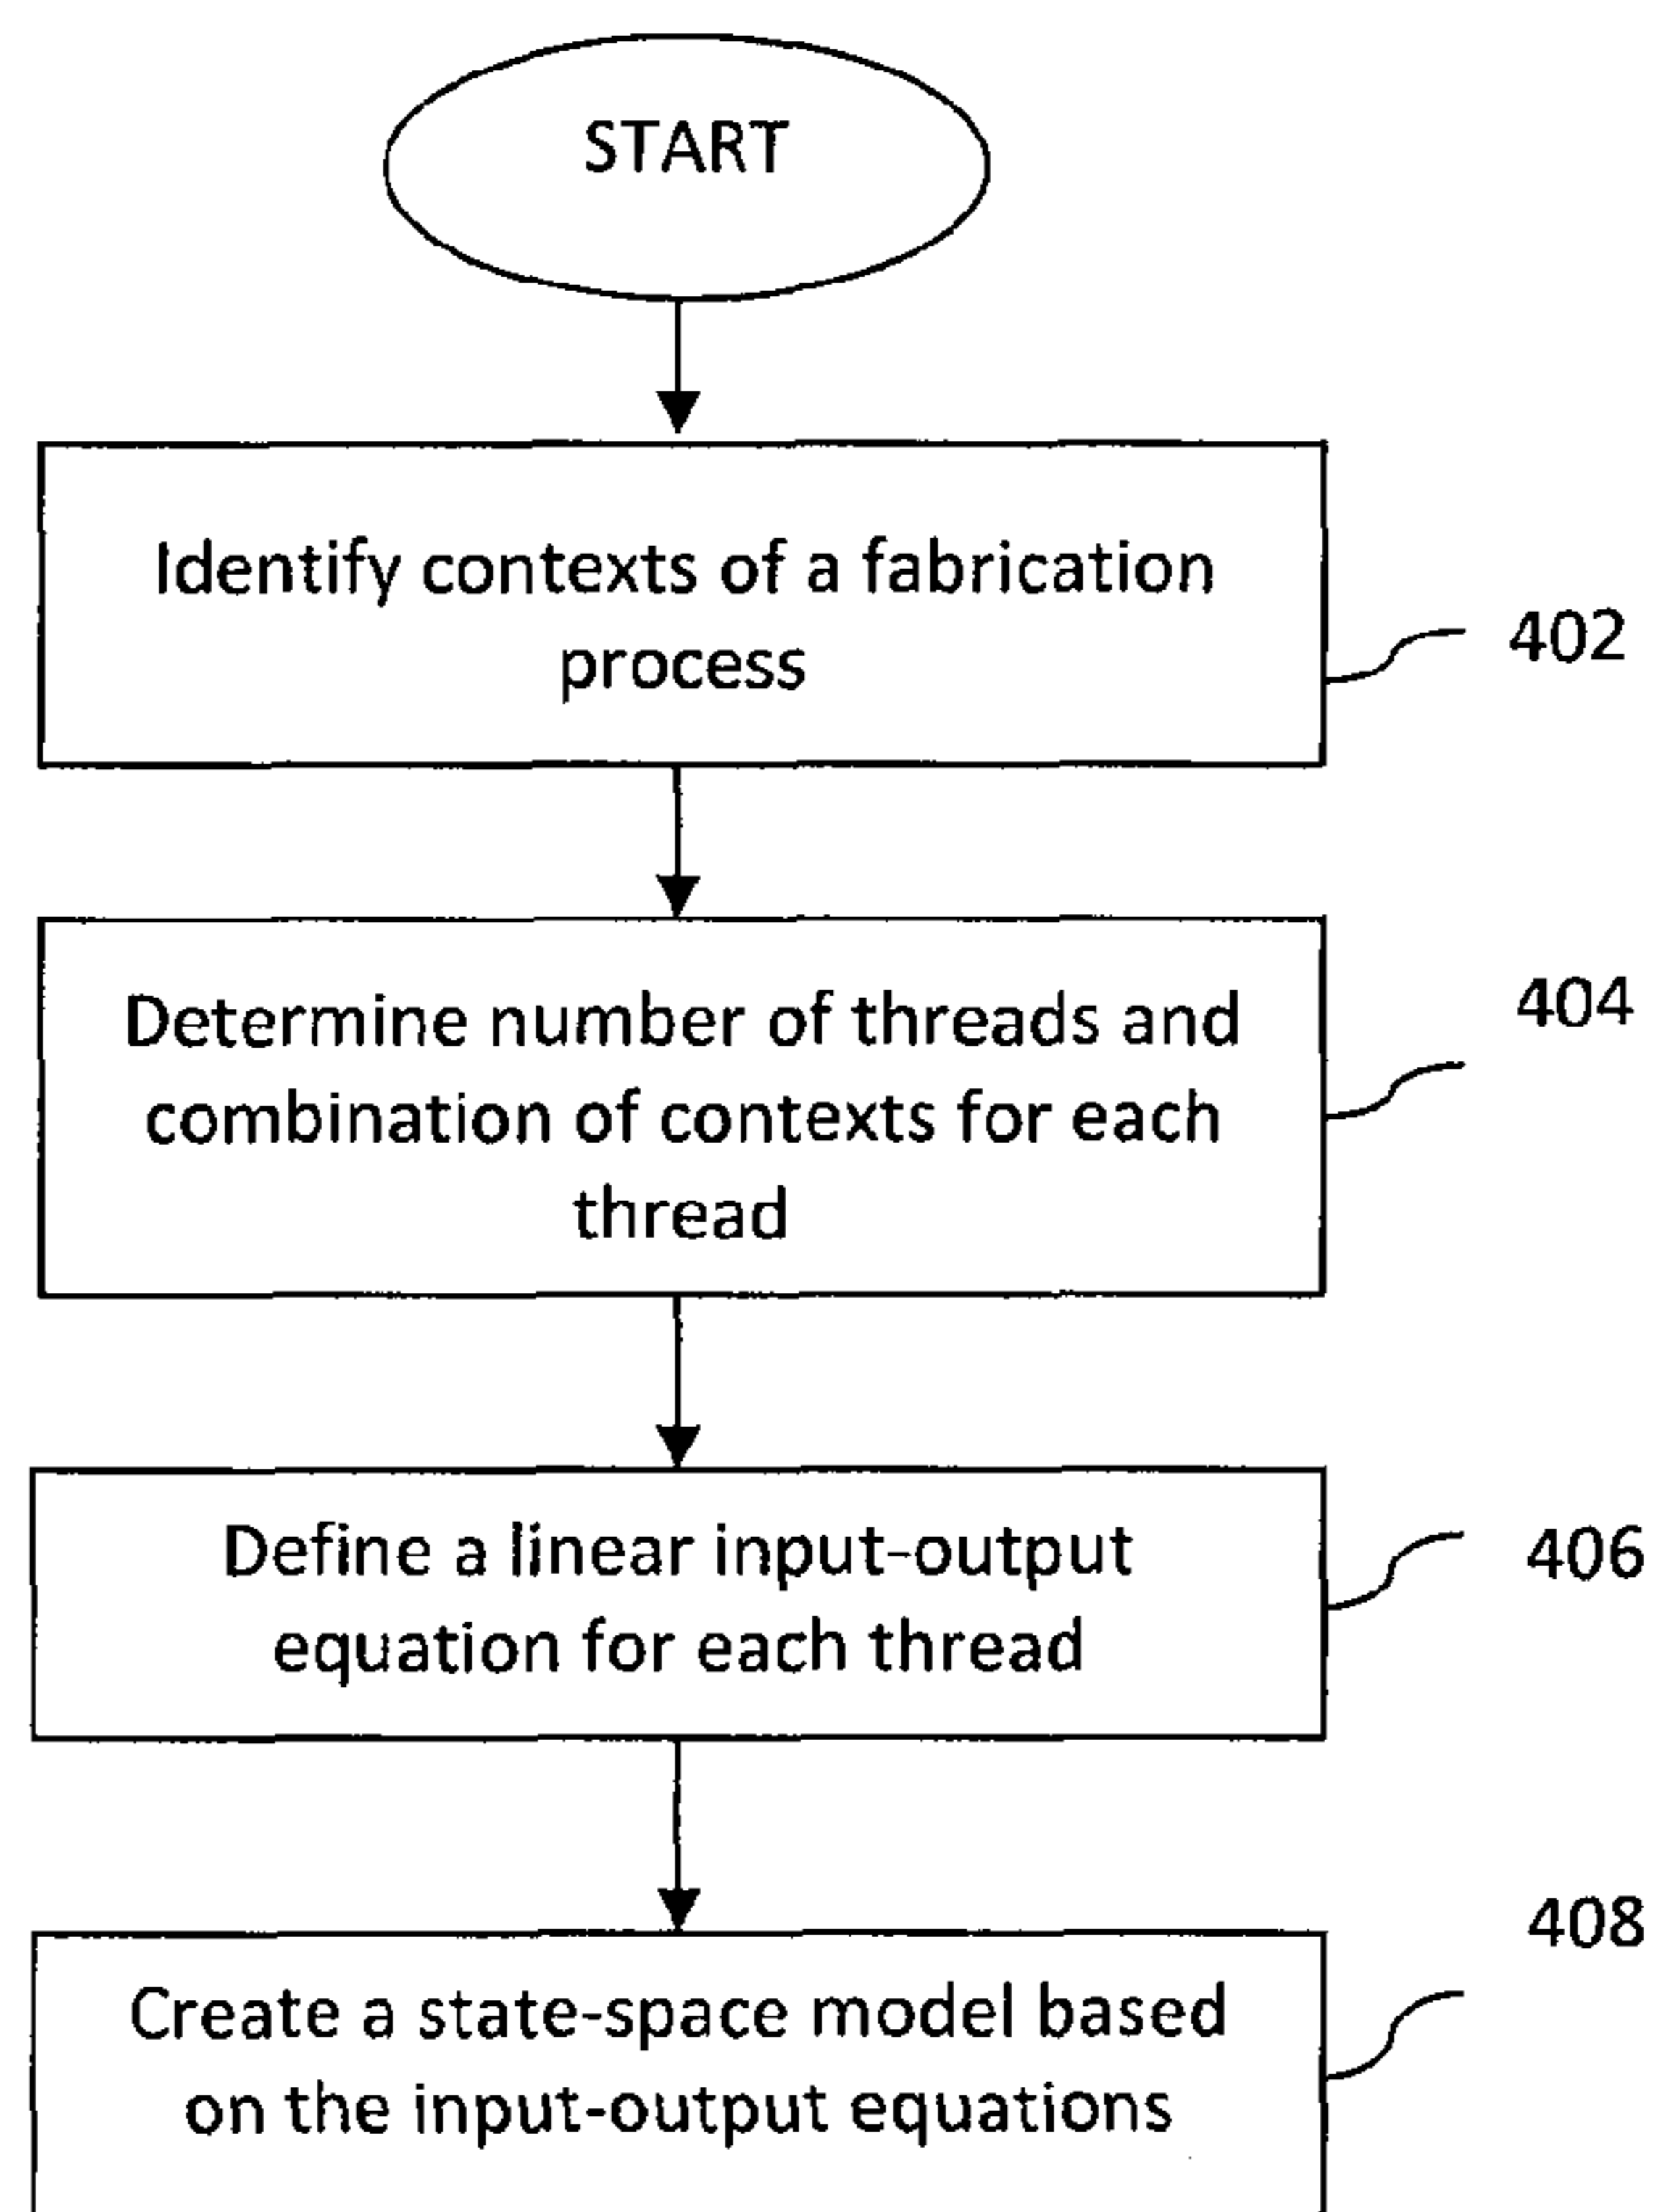 START
Identify contexts of a fabrication
process
402
Determine number of threads and
combination of contexts for each
thread
404
Define a linear input-output
equation for each thread
406
Create a state-space model based
on the input-output equations
408